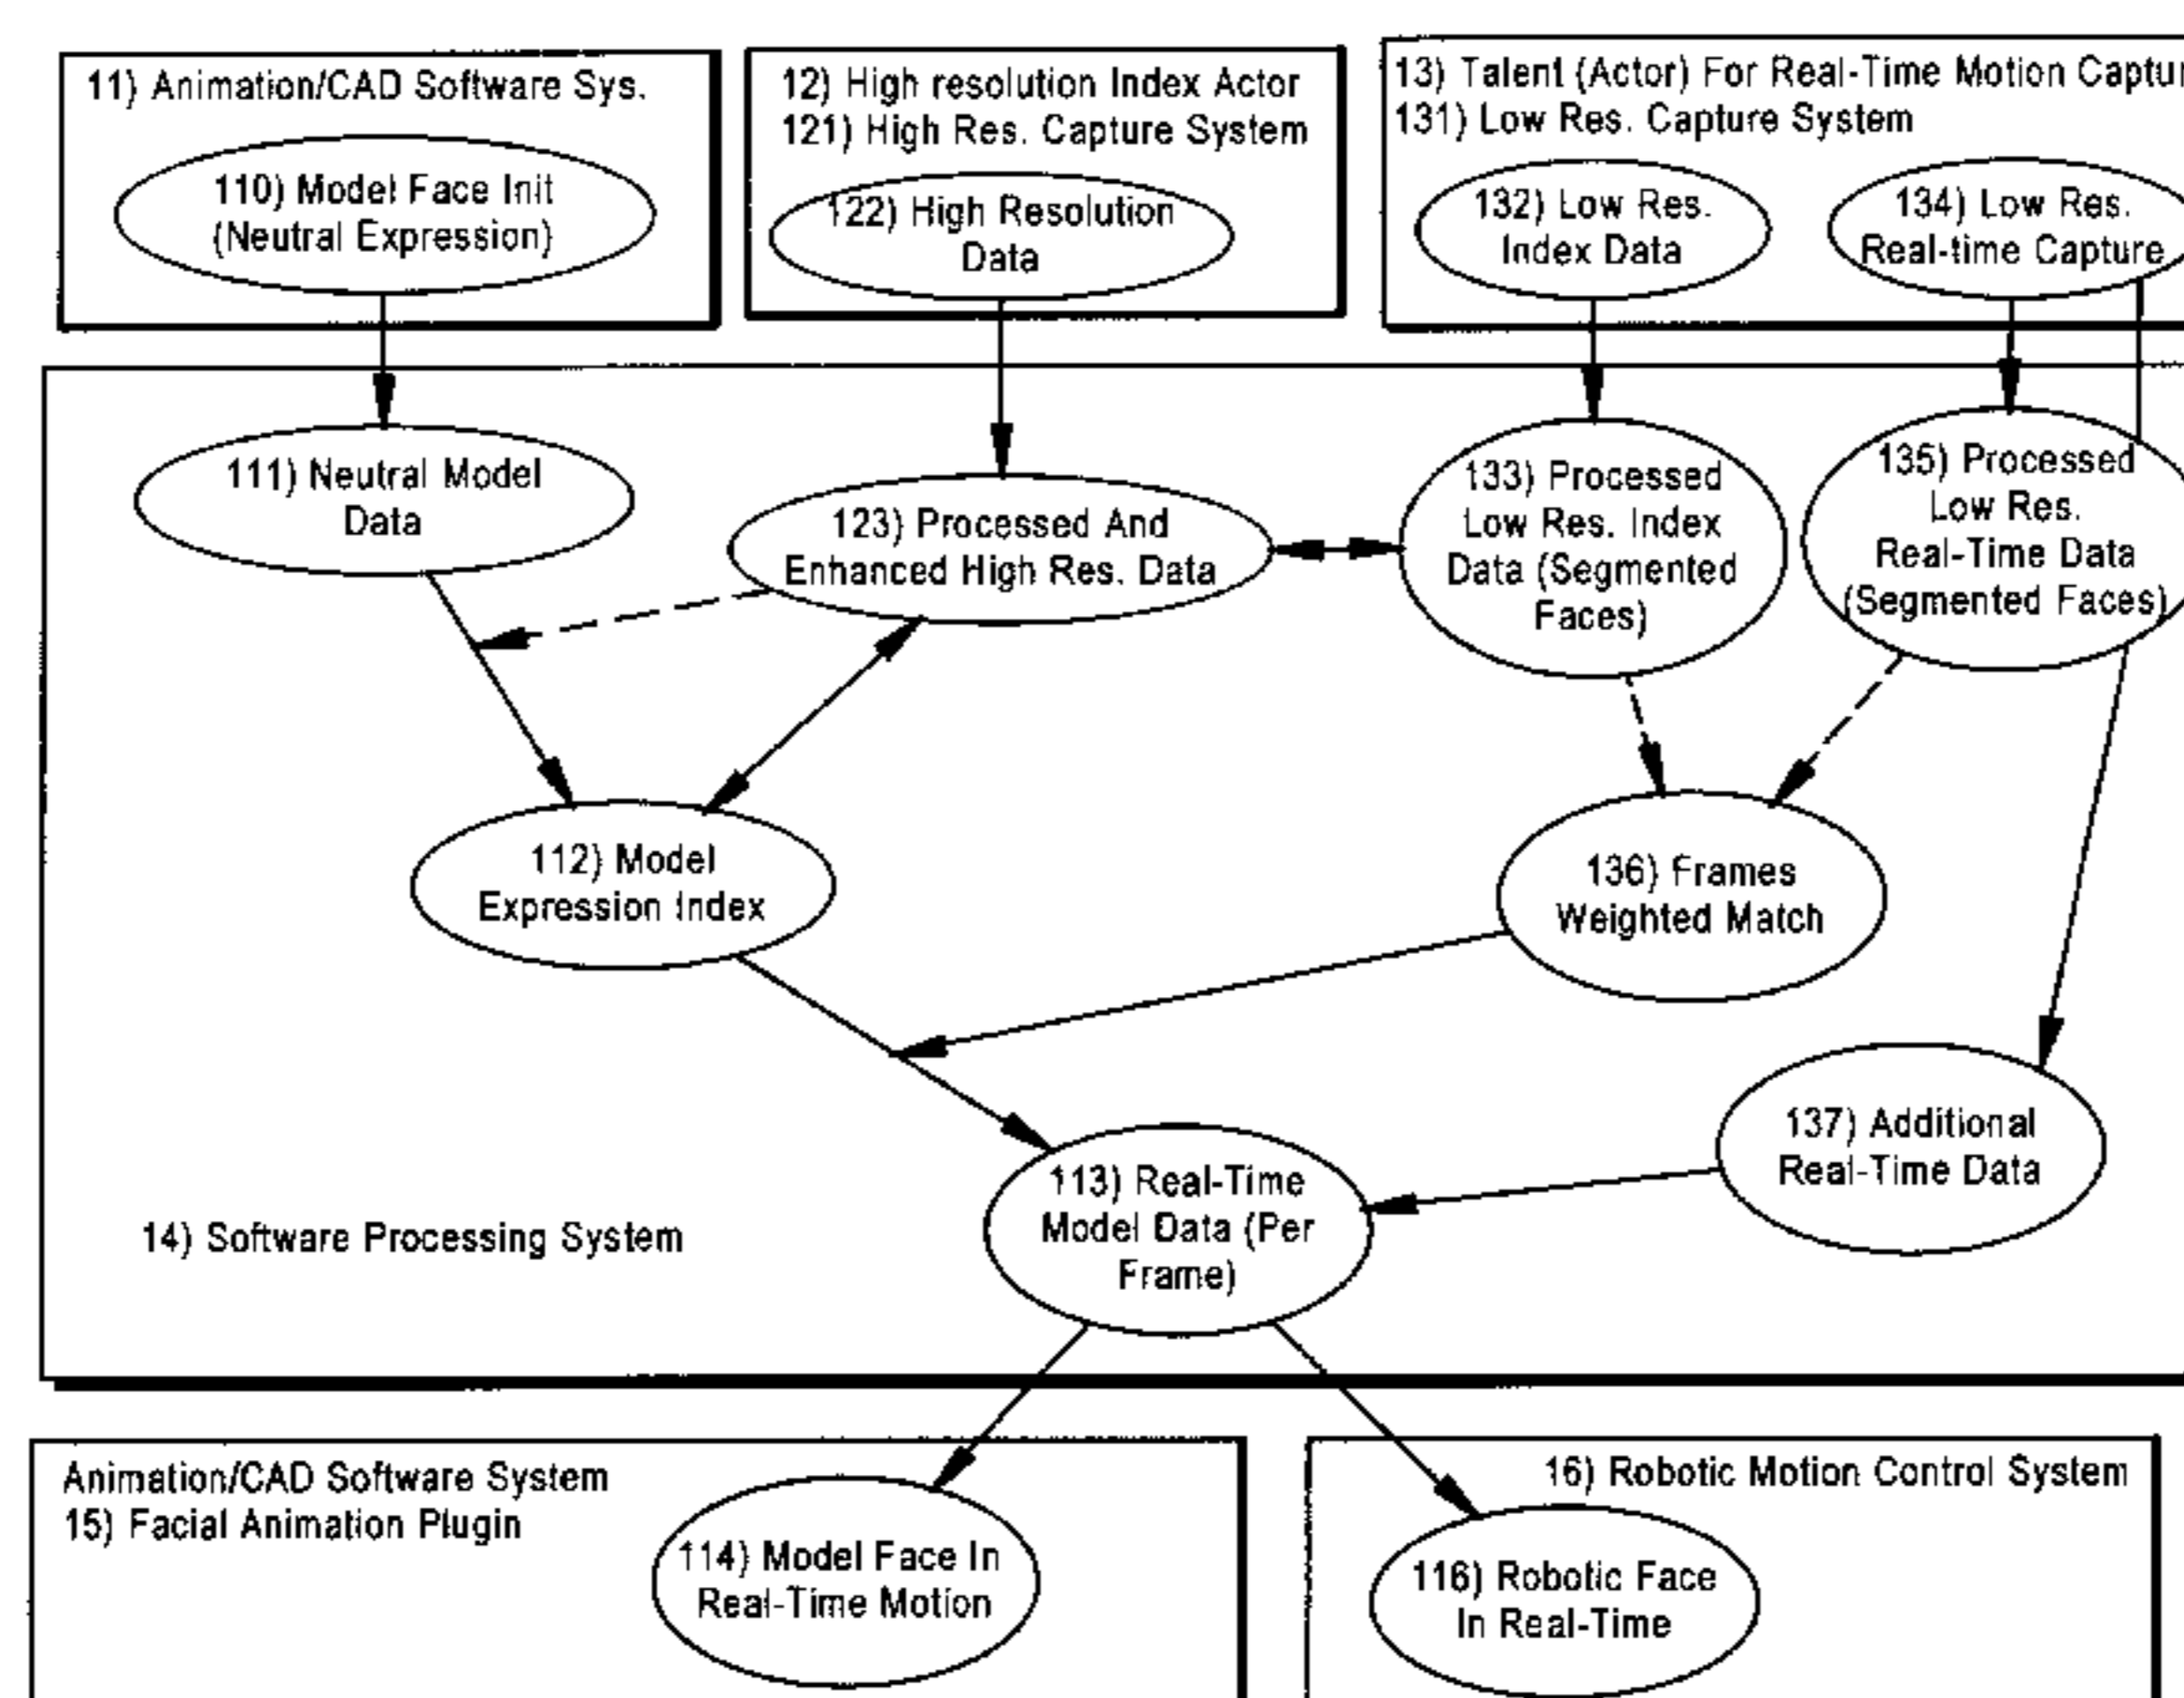 11) Animation/CAD Software Sys.
110) Model Face Init
(Neutral Expression)
12) High resolution Index Actor
121) High Res. Capture System
122) High Resolution
Data
13) Talent (Actor) For Real-Time Motion Captur
131) Low Res. Capture System
132) Low Res.
Index Data
134) Low Res.
Real-time Capture
111) Neutral Model
Data
123) Processed And
Enhanced High Res. Data
133) Processed
Low Res. Index
Data (Segmented
Faces)
135) Processed
Low Res.
Real-Time Data
(Segmented Faces)
112) Model
Expression Index
136) Frames
Weighted Match
137) Additional
Real-Time Data
113) Real-Time
Model Data (Per
Frame)
14) Software Processing System
Animation/CAD Software System
15) Facial Animation Plugin
114) Model Face In
Real-Time Motion
16) Robotic Motion Control System
116) Robotic Face
In Real-Time